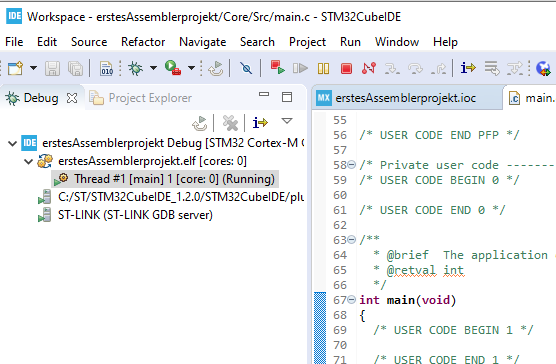 IDE Workspace - erstesAssemblerprojekt/Core/Src/main.c - STM32CubeIDE
File Edit Source Refactor Navigate Search Project Run Window
010
Debug Project Explorer
IDE erstesAssemblerprojekt Debug [STM32 Cortex-M C
erstesAssemblerprojekt.elf [cores: 0]
Thread #1 [main] 1 [core: 0] (Running)
C:/ST/STM32CubeIDE_1.2.0/STM32CubeIDE/plu
ST-LINK (ST-LINK GDB server)
MX erstesAssemblerprojekt.ioc .c main.
55
56 /* USER CODE END PFP */
57
58 /* Private user code -------
59 /* USER CODE BEGIN 0 */
60
61 /* USER CODE END 0 */
62
63 /**
64 * @brief The application
65 * @retval int
66 */
67 int main(void)
68 {
69 /* USER CODE BEGIN 1 */
70
71 /* USER CODE END 1 */